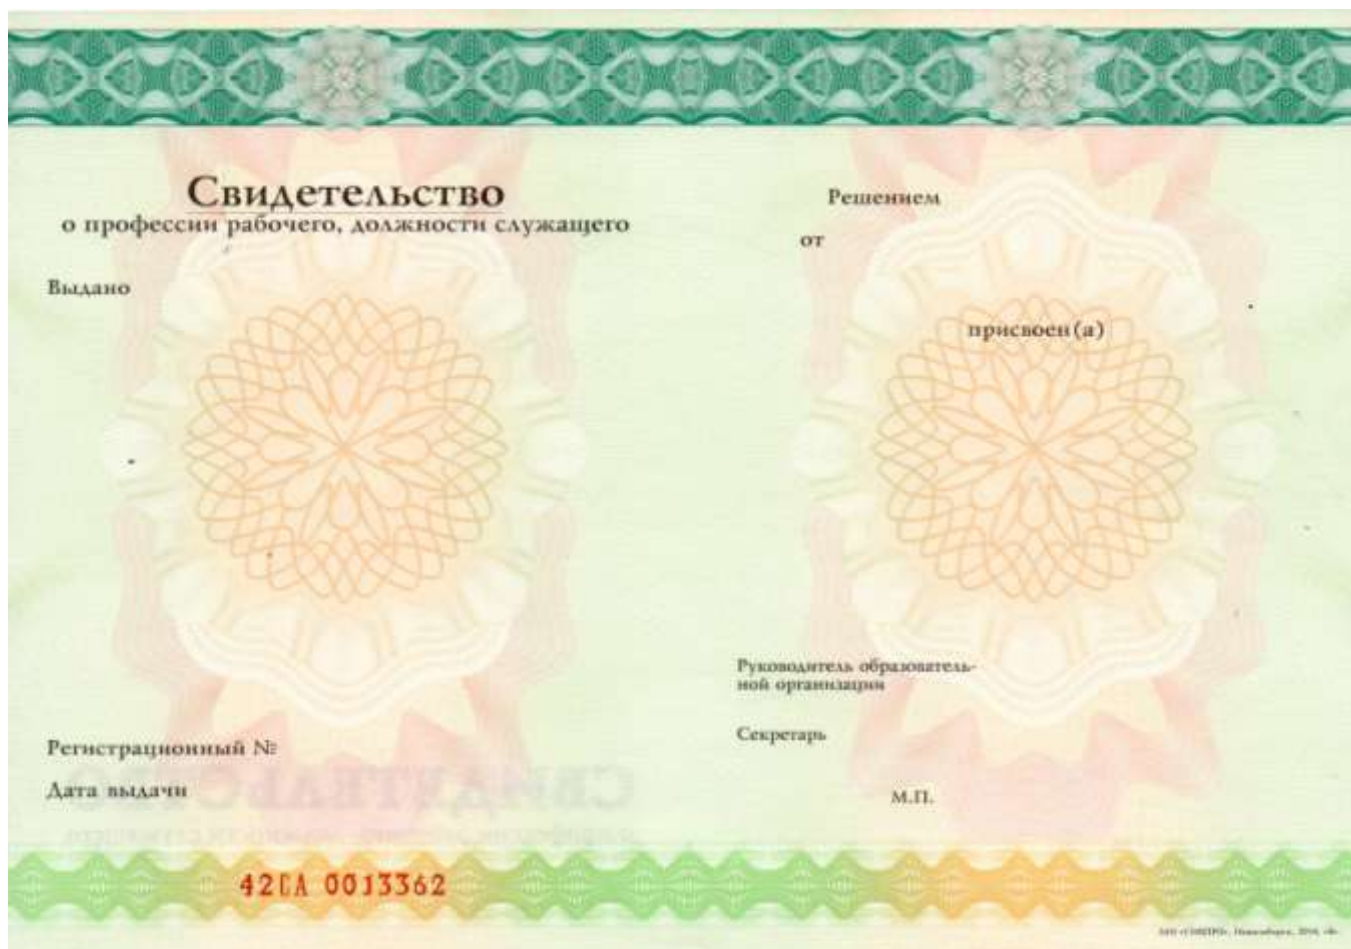 Свидетельство
о профессии рабочего, должности служащего
Выдано
Регистрационный №
Дата выдачи
42СА 0013362
Решением
от
присвоен(а)
Руководитель образователь-
ной организации
Секретарь
М.П.